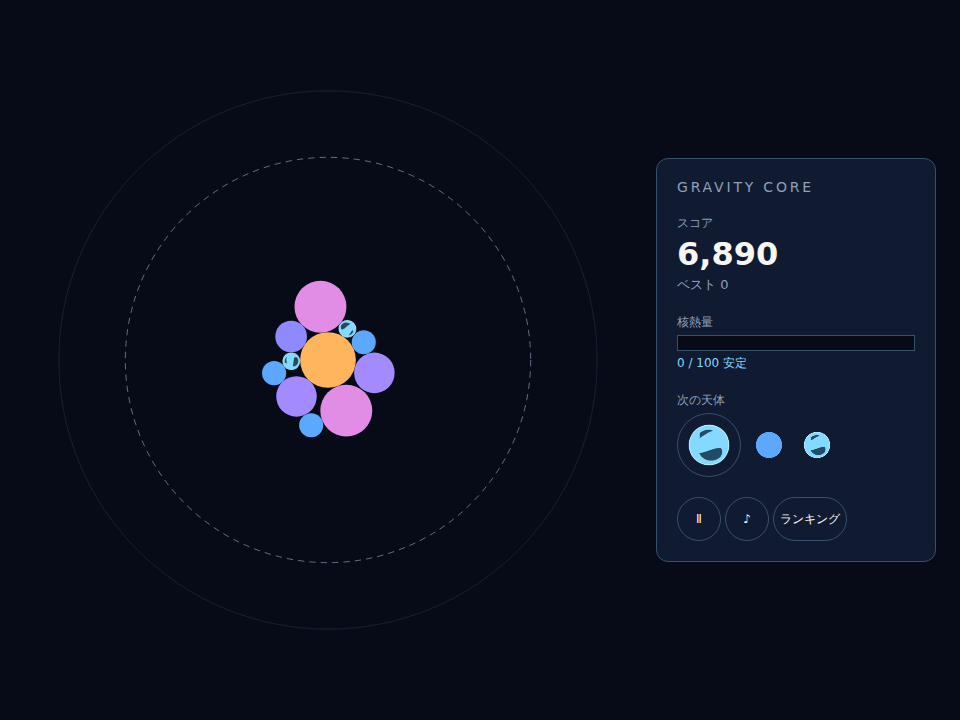 GRAVITY CORE
スコア
6,890
ベスト 0
核熱量
0 / 100 安定
次の天体
Ⅱ ♪ ランキング